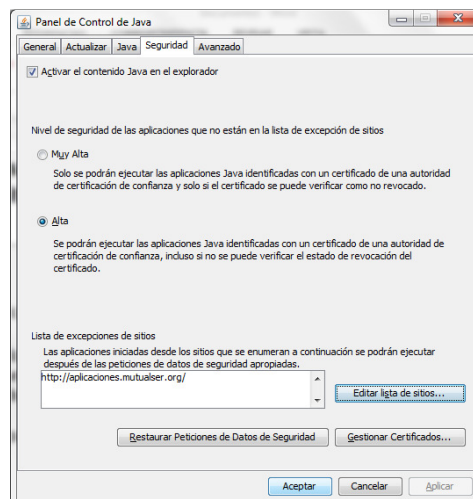 Panel de Control de Java
General Actualizar Java Seguridad Avanzado
Activar el contenido Java en el explorador
Nivel de seguridad de las aplicaciones que no están en la lista de excepción de sitios
Muy Alta
Solo se podrán ejecutar las aplicaciones Java identificadas con un certificado de una autoridad
de certificación de confianza y solo si el certificado se puede verificar como no revocado.
Alta
Se podrán ejecutar las aplicaciones Java identificadas con un certificado de una autoridad de
certificación de confianza, incluso si no se puede verificar el estado de revocación del
certificado.
Lista de excepciones de sitios
Las aplicaciones iniciadas desde los sitios que se enumeran a continuación se podrán ejecutar
después de las peticiones de datos de seguridad apropiadas.
http://aplicaciones.mutualser.org/
Editar lista de sitios...
Restaurar Peticiones de Datos de Seguridad Gestionar Certificados...
Aceptar Cancelar Aplicar